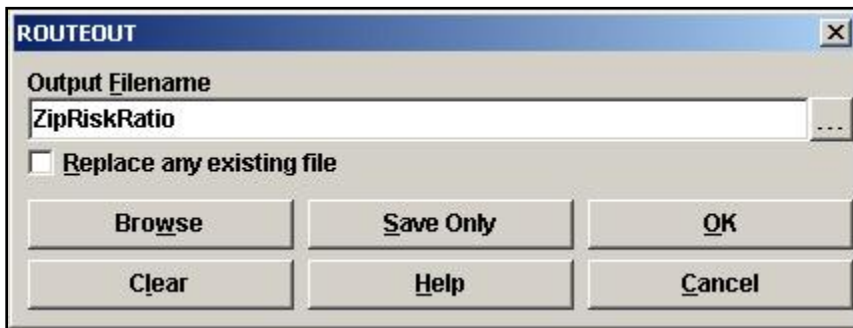 ROUTEOUT
Output Filename
ZipRiskRatio
...
Replace any existing file
Browse Save Only OK
Clear Help Cancel